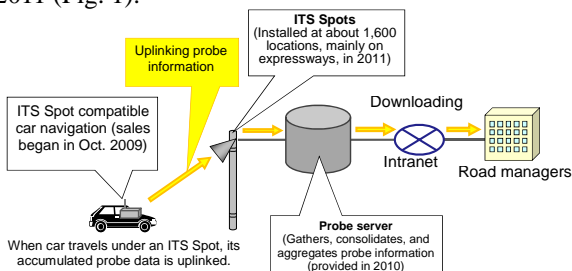 2011 (Fig. 1).
ITS Spots
(Installed at about 1,600
locations, mainly on
expressways, in 2011)
Uplinking probe
information
ITS Spot compatible
car navigation (sales
began in Oct. 2009)
Downloading
Intranet
Road managers
When car travels under an ITS Spot, its
accumulated probe data is uplinked.
Probe server
(Gathers, consolidates, and
aggregates probe information
(provided in 2010)